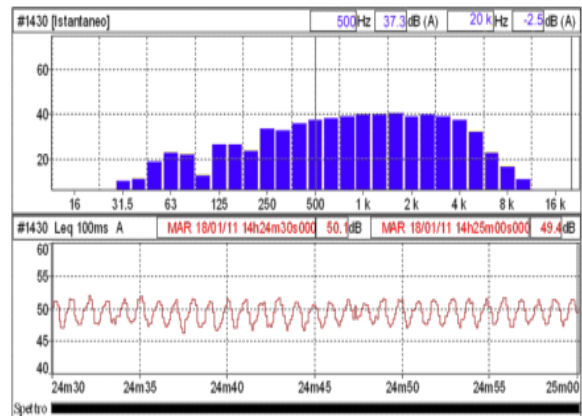 #1430 [Istantaneo] 500 Hz 37.3 dB (A) 20 k Hz -2.5 dB (A)
60
40
20
16 31.5 63 125 250 500 1 k 2 k 4 k 8 k 16 k
#1430 Leq 100ms A MAR 18/01/11 14h24m30s000 50.1 dB MAR 18/01/11 14h25m00s000 49.4 dB
60
55
50
45
40
24m30 24m35 24m40 24m45 24m50 24m55 25m00
Spettro